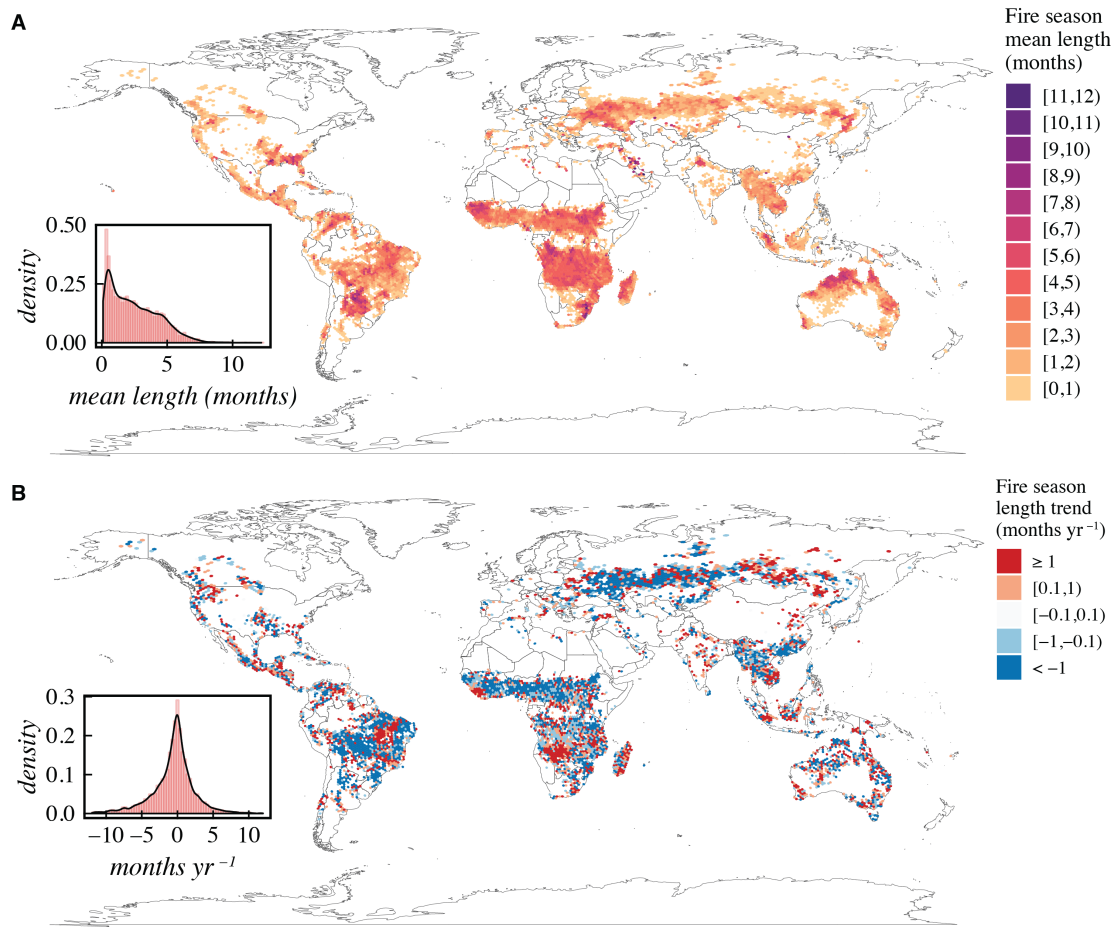 A
Fire season
mean length
(months)
[11,12)
[10,11)
[9,10)
[8,9)
[7,8)
[6,7)
[5,6)
[4,5)
[3,4)
[2,3)
[1,2)
[0,1)
0.50
0.25
0.00
density
0
5
10
mean length (months)
B
Fire season
length trend
(months yr⁻¹)
≥ 1
[0.1,1)
[−0.1,0.1)
[−1,−0.1)
< −1
0.3
0.2
0.1
0.0
density
−10 −5 0 5 10
months yr⁻¹